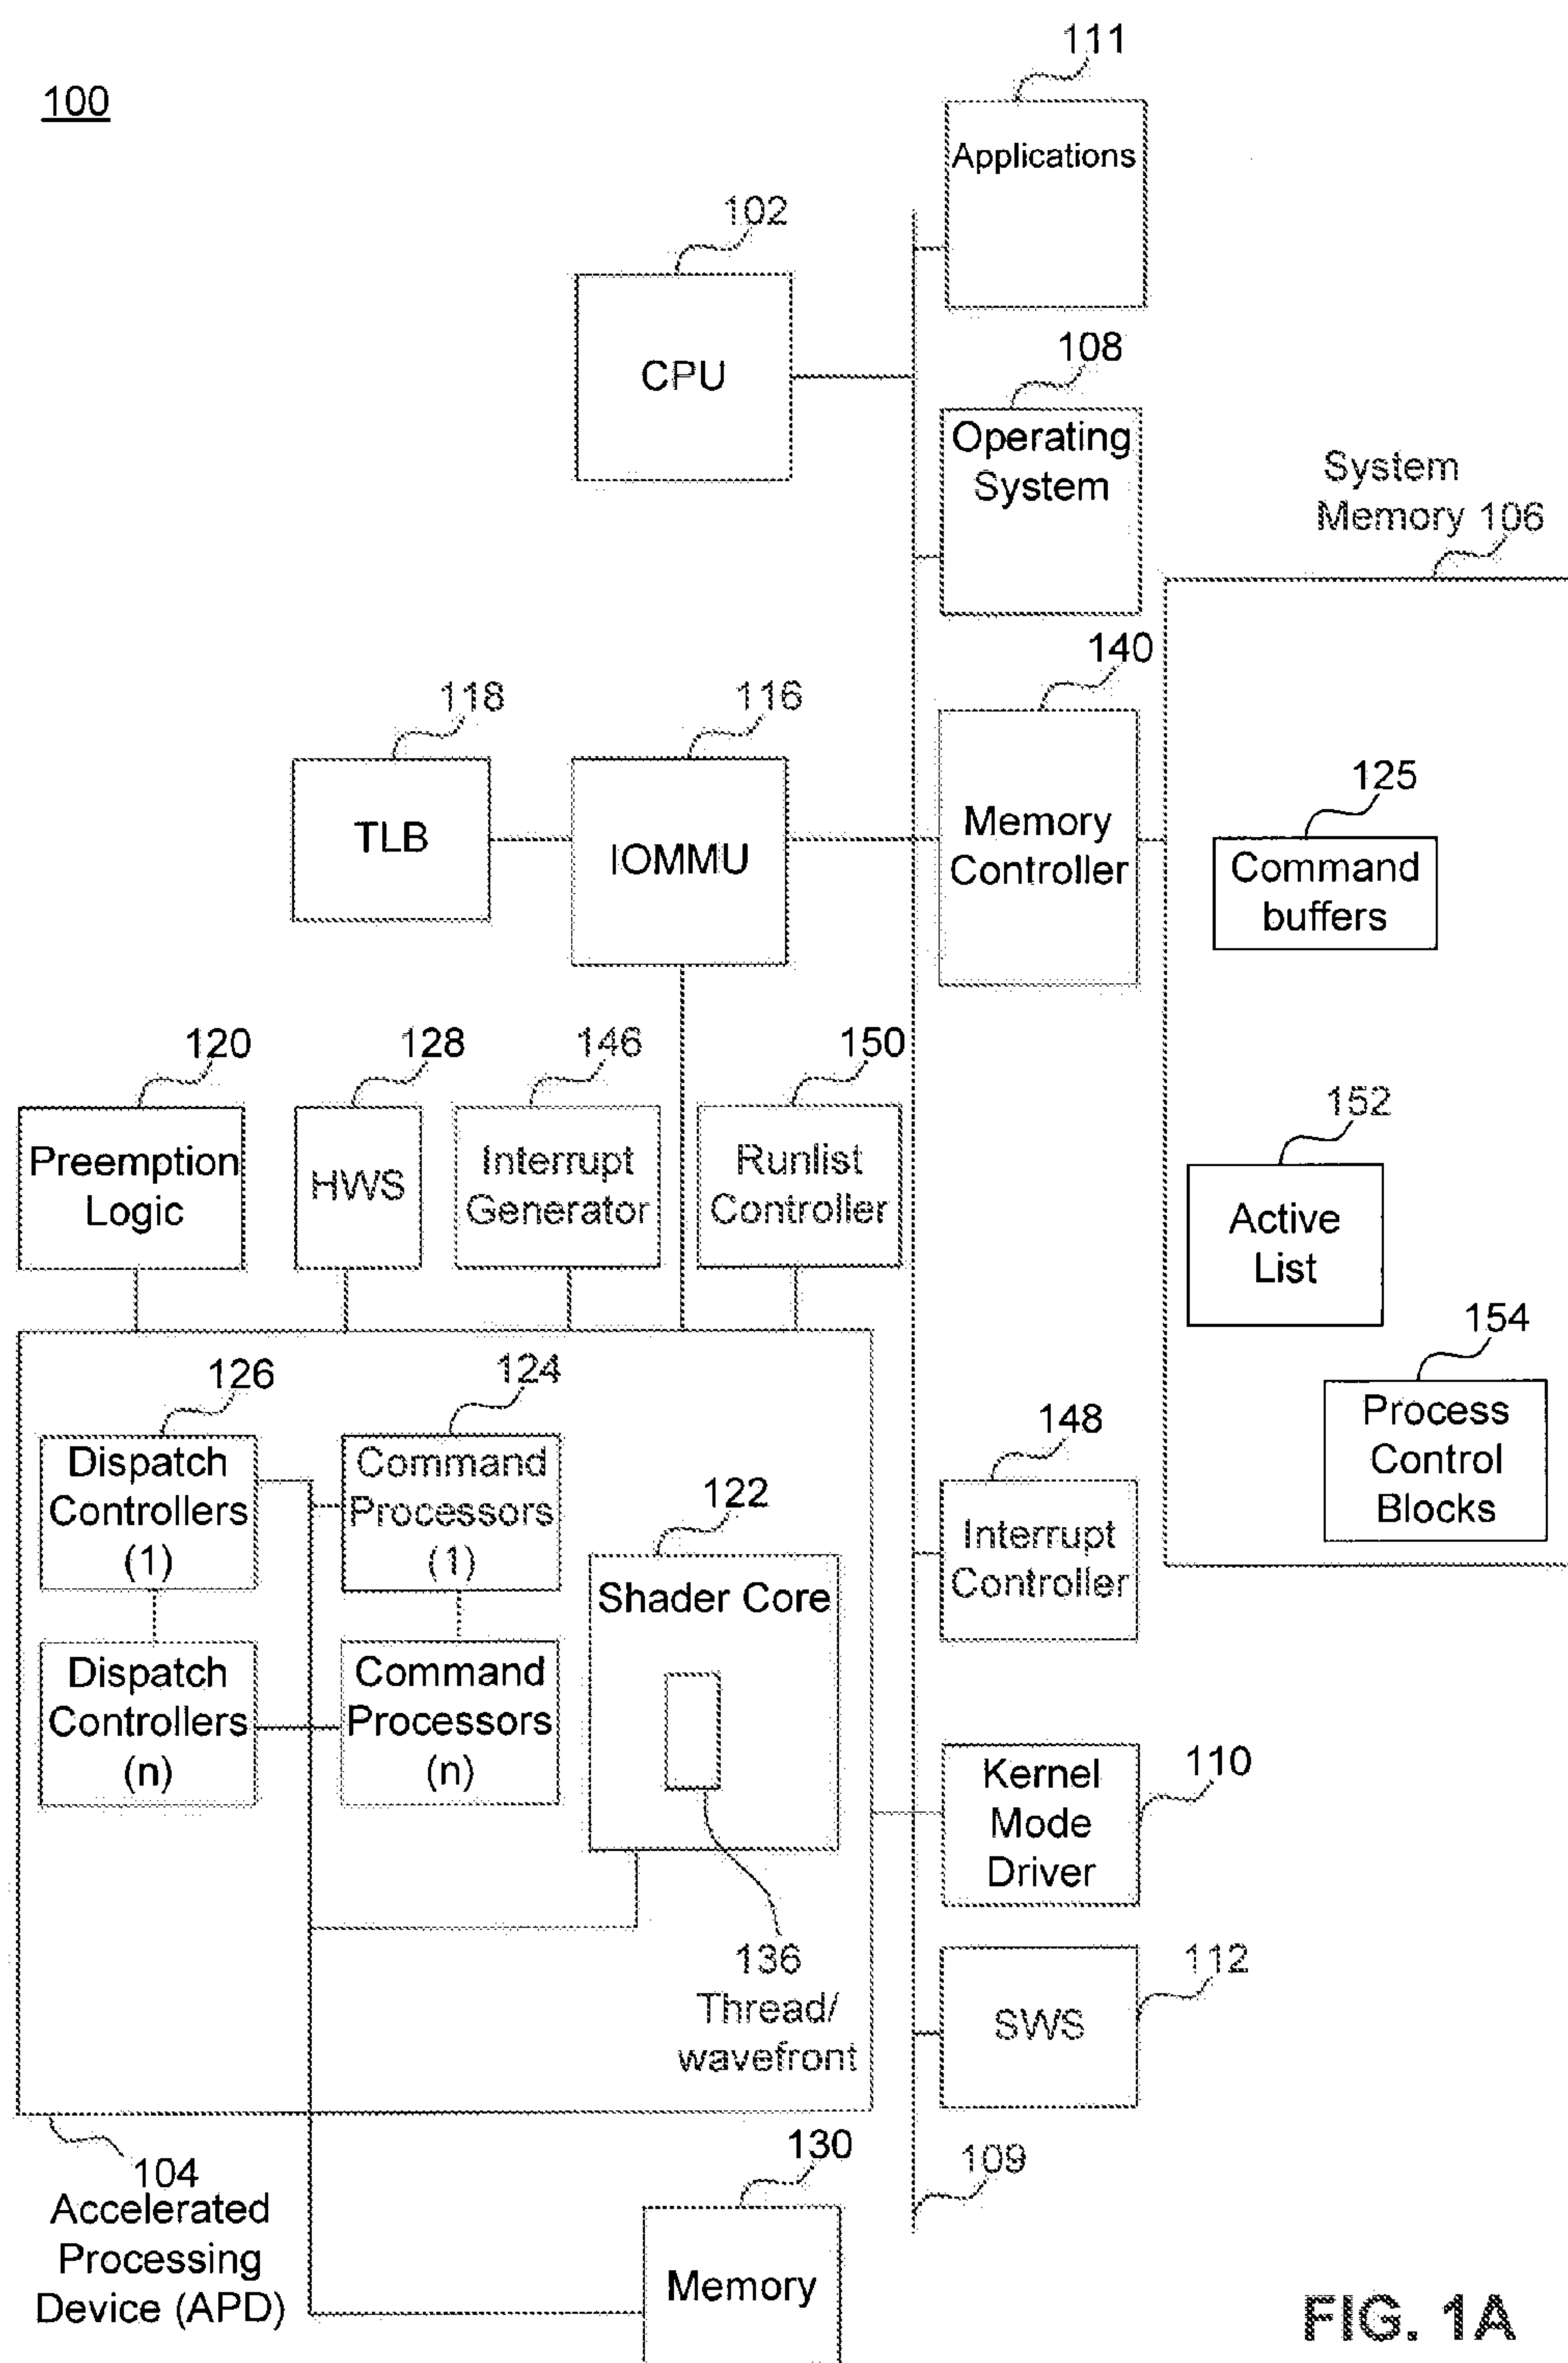 100
111
Applications
102
CPU
108
Operating
System
System
Memory 106
140
Memory
Controller
118
TLB
116
IOMMU
125
Command
buffers
120
Preemption
Logic
128
HWS
146
Interrupt
Generator
150
Runlist
Controller
152
Active
List
154
Process
Control
Blocks
126
Dispatch
Controllers
(1)
124
Command
Processors
(1)
122
Shader Core
148
Interrupt
Controller
Dispatch
Controllers
(n)
Command
Processors
(n)
110
Kernel
Mode
Driver
136
Thread/
wavefront
112
SWS
104
Accelerated
Processing
Device (APD)
130
Memory
109
FIG. 1A